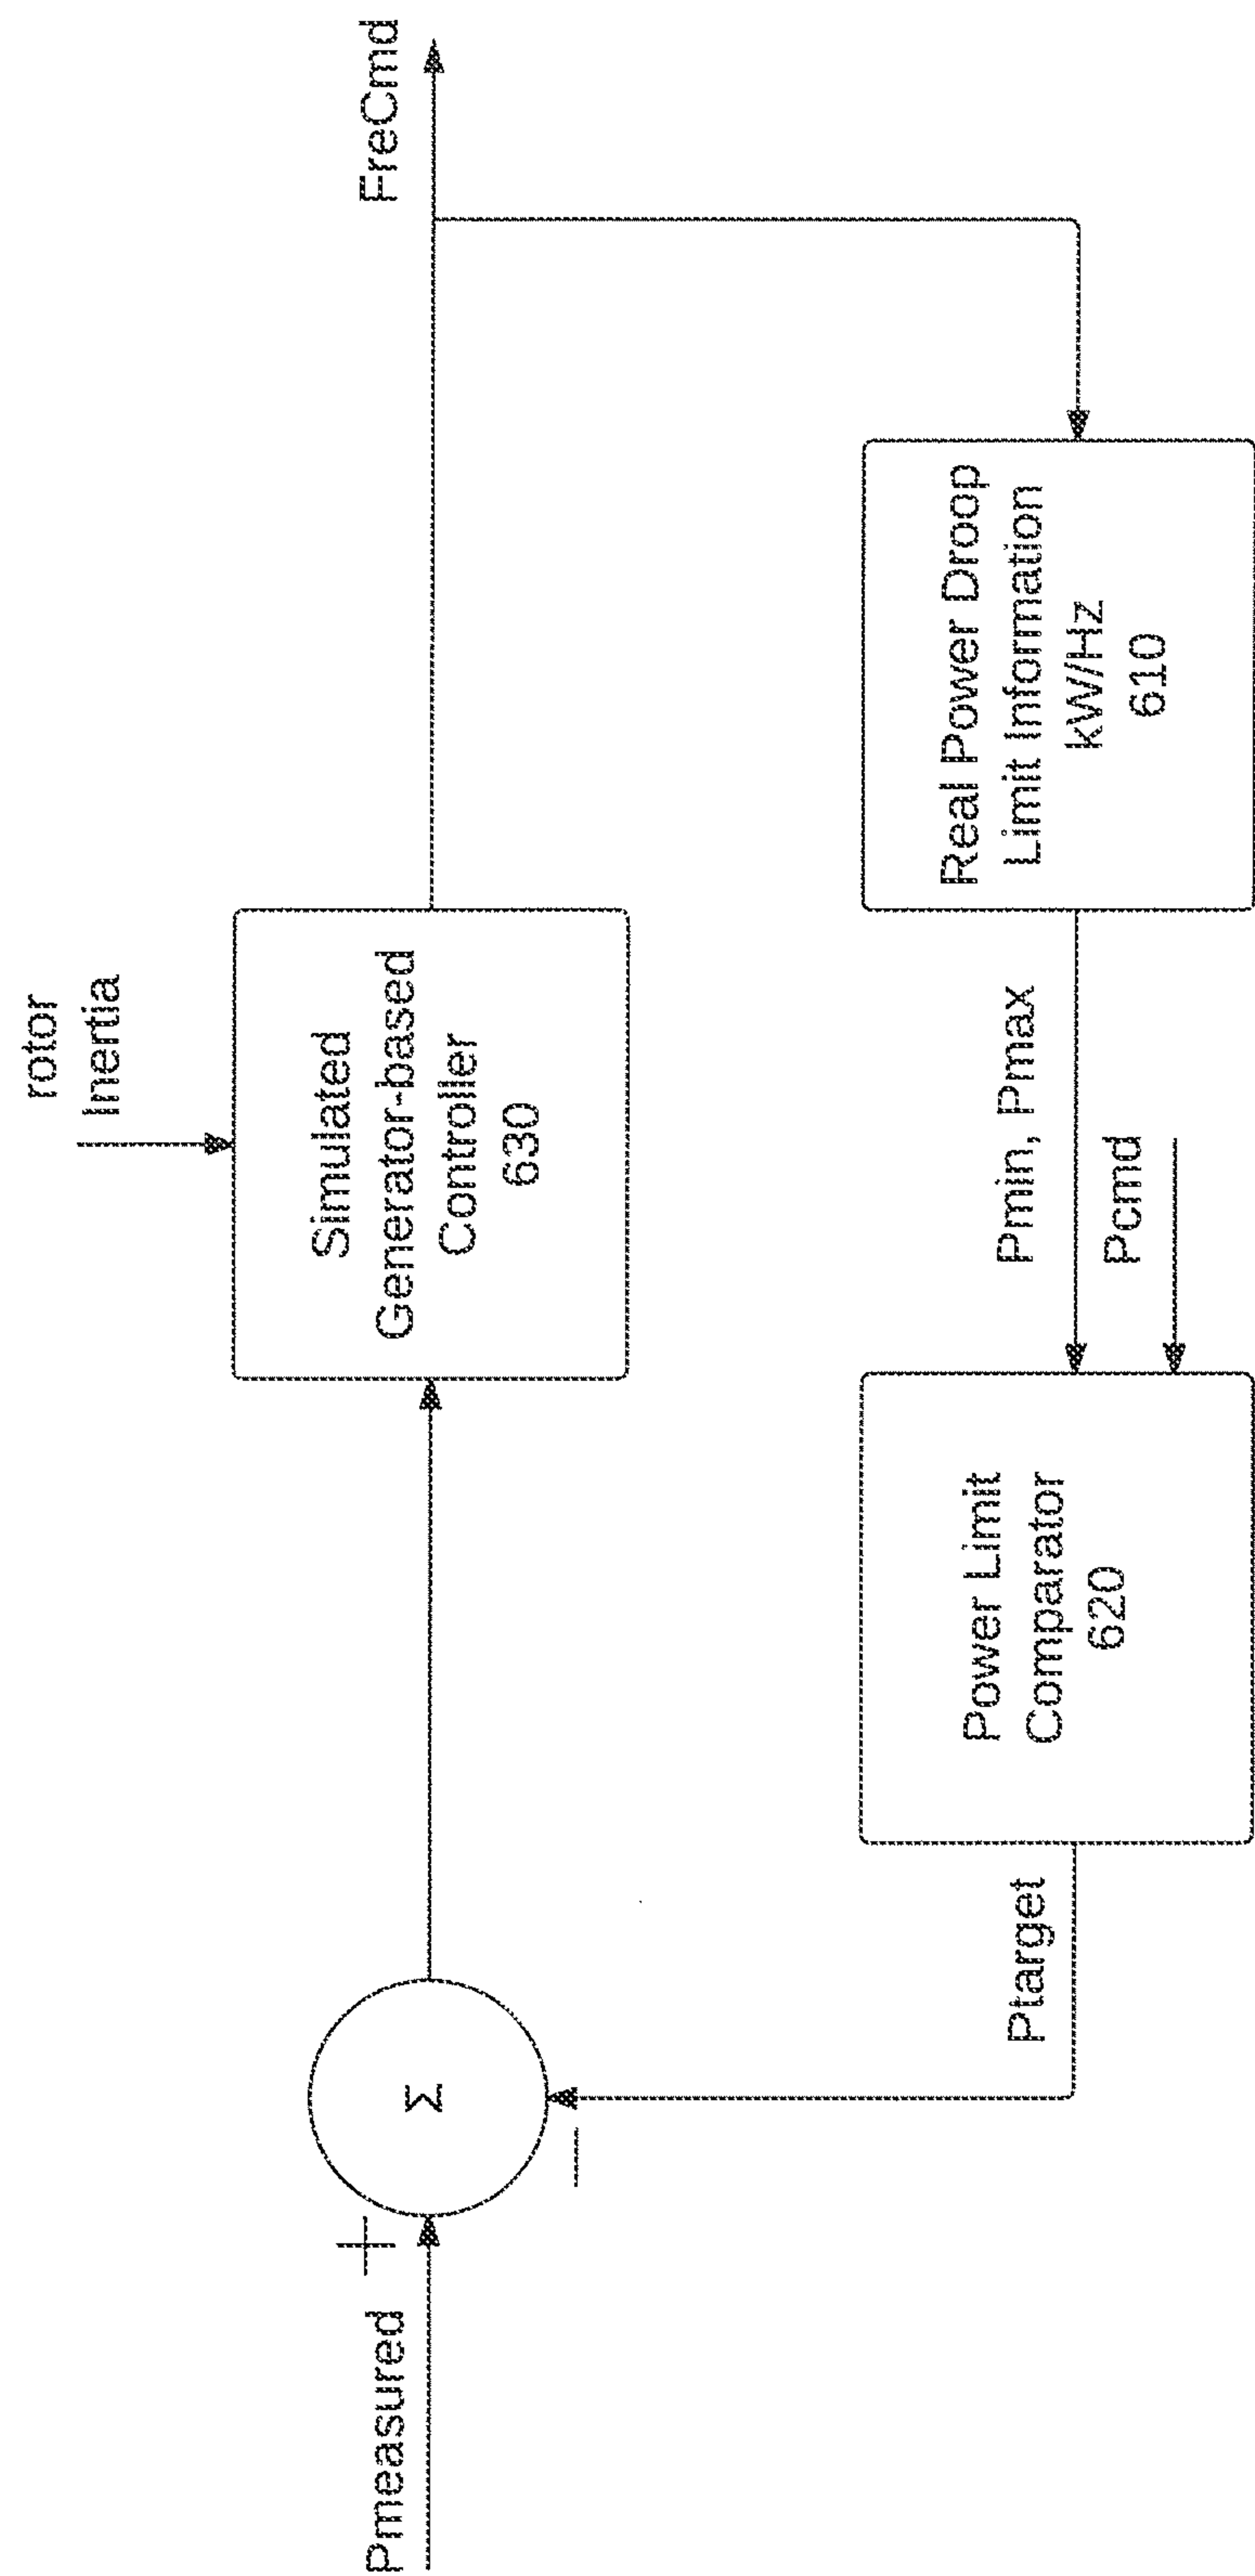 rotor
Inertia
FreCmd
Simulated
Generator-based
Controller
630
Pmeasured
+
Σ
—
Ptarget
Power Limit
Comparator
620
Pmin, Pmax
Pcmd
Real Power Droop
Limit Information
kW/Hz
610